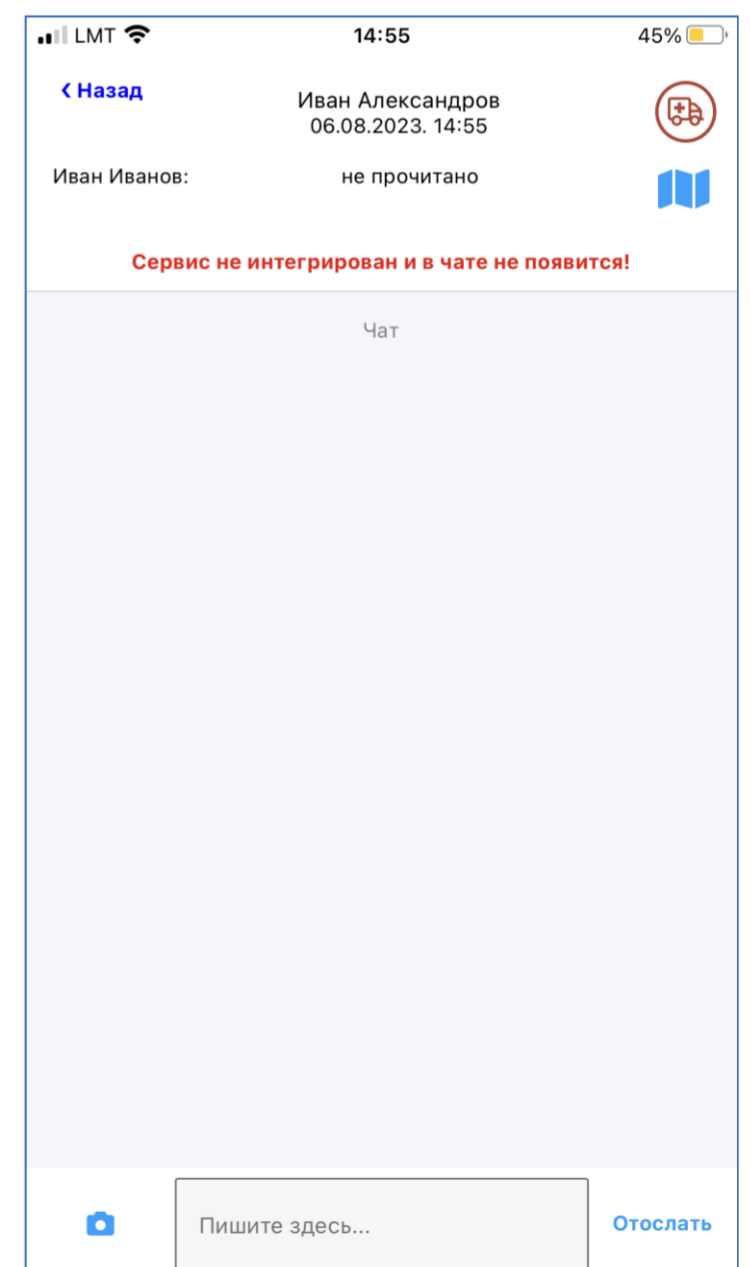 LMT 14:55 45%
Назад
Иван Александров
06.08.2023. 14:55
Иван Иванов: не прочитано
Сервис не интегрирован и в чате не появится!
Чат
Пишите здесь... Отослать